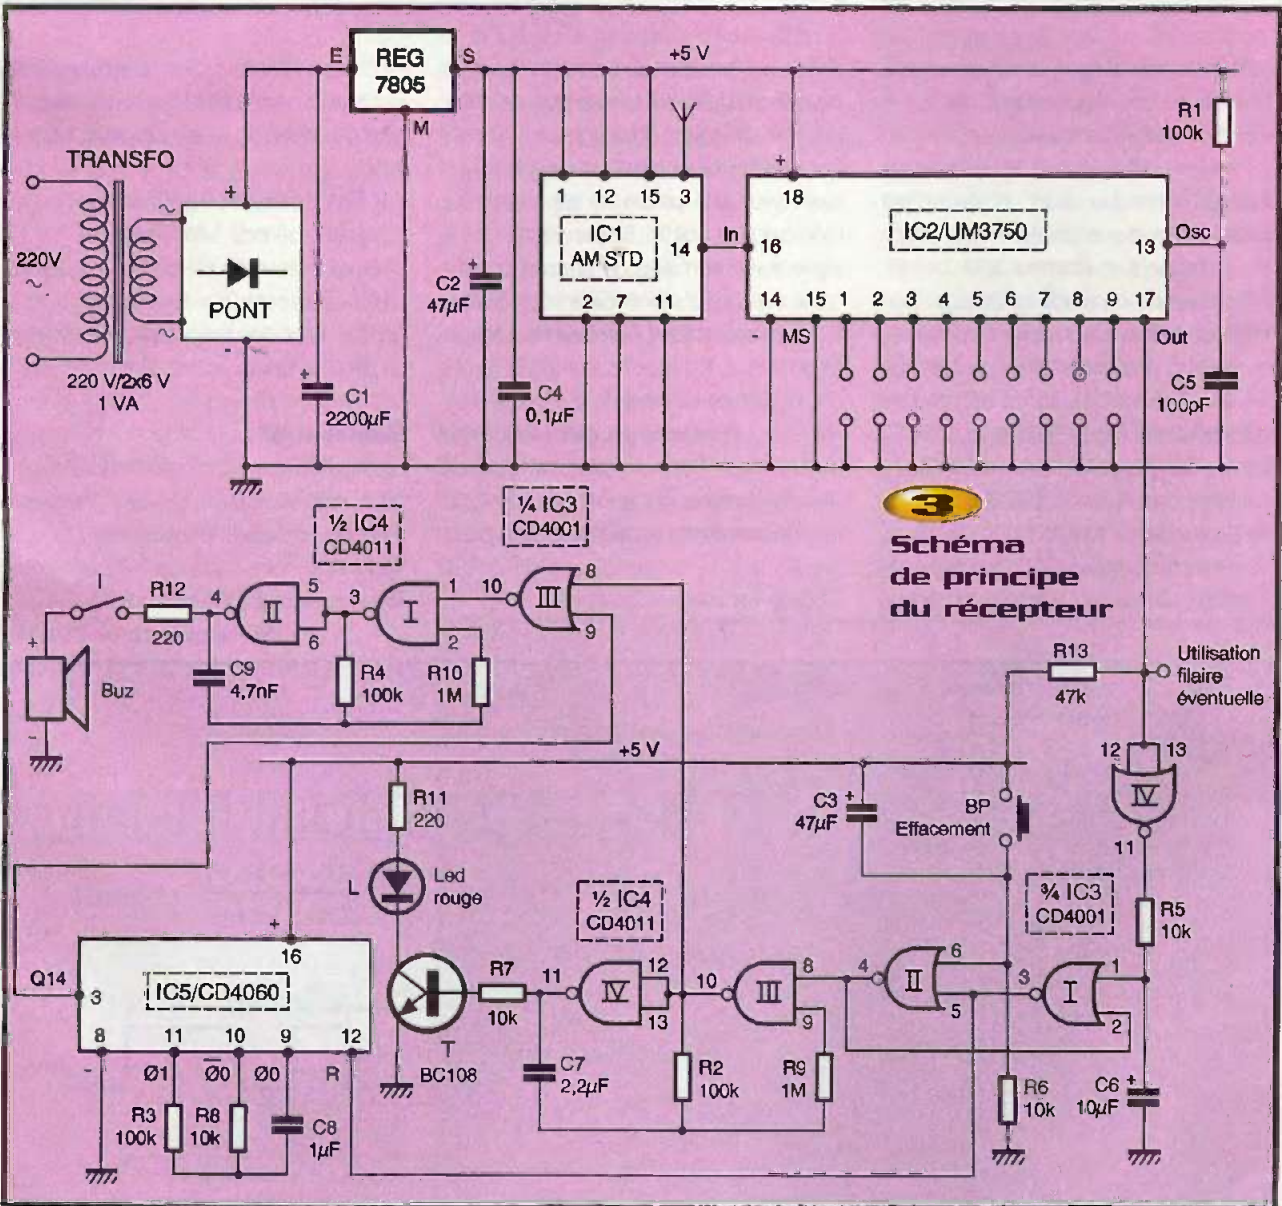 REG
7805
E
S
M
+5 V
R1
100k
TRANSFO
220V
~
220 V/2x6 V
1 VA
~
~
+
-
PONT
+
C1
2200µF
+
C2
47µF
C4
0,1µF
1
12
15
3
IC1
AM STD
14
2
7
11
In
+
18
16
IC2/UM3750
13
Osc
14
15
1
2
3
4
5
6
7
8
9
17
MS
Out
C5
100pF
3
Schéma
de principe
du récepteur
½ IC4
CD4011
¼ IC3
CD4001
I
R12
220
4
II
5
6
3
I
1
2
10
III
8
9
+
Buz
-
C9
4,7nF
R4
100k
R10
1M
R13
47k
Utilisation
filaire
éventuelle
12
13
IV
11
+5 V
R11
220
L
Led
rouge
C3
47µF
+
BP
Effacement
½ IC4
CD4011
¾ IC3
CD4001
R5
10k
Q14
3
+
16
IC5/CD4060
8
11
10
9
12
-
Ø1
Ø0
Ø0
R
R3
100k
R8
10k
C8
1µF
T
BC108
R7
10k
11
IV
12
13
10
III
8
9
4
II
6
5
3
I
1
2
C7
2,2µF
R2
100k
R9
1M
R6
10k
C6
10µF
+